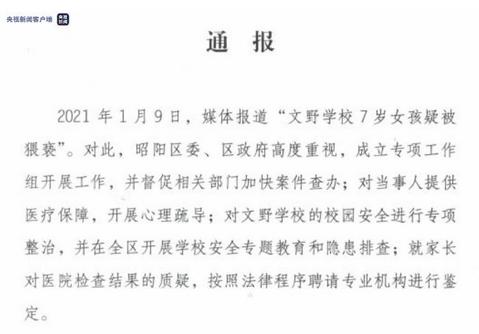 央视新闻客户端
央视新闻
通 报
2021 年 1 月 9 日，媒体报道“文野学校 7 岁女孩疑被
猥亵”。对此，昭阳区委、区政府高度重视，成立专项工作
组开展工作，并督促相关部门加快案件查办；对当事人提供
医疗保障，开展心理疏导；对文野学校的校园安全进行专项
整治，并在全区开展学校安全专题教育和隐患排查；就家长
对医院检查结果的质疑，按照法律程序聘请专业机构进行鉴
定。